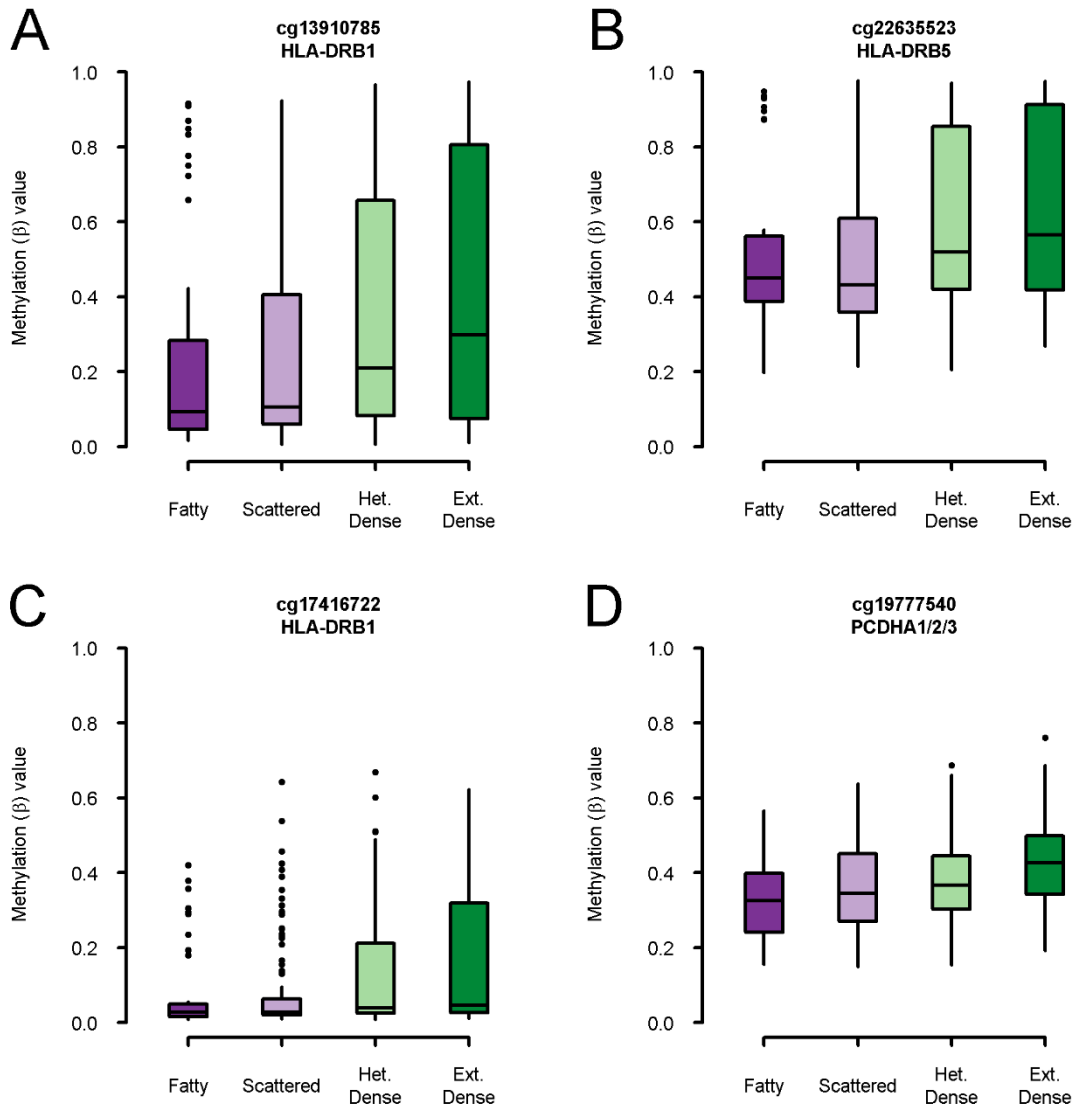 A
cg13910785
HLA-DRB1
Methylation (β) value
1.0
0.8
0.6
0.4
0.2
0.0
Fatty
Scattered
Het.
Dense
Ext.
Dense
B
cg22635523
HLA-DRB5
Methylation (β) value
1.0
0.8
0.6
0.4
0.2
0.0
Fatty
Scattered
Het.
Dense
Ext.
Dense
C
cg17416722
HLA-DRB1
Methylation (β) value
1.0
0.8
0.6
0.4
0.2
0.0
Fatty
Scattered
Het.
Dense
Ext.
Dense
D
cg19777540
PCDHA1/2/3
Methylation (β) value
1.0
0.8
0.6
0.4
0.2
0.0
Fatty
Scattered
Het.
Dense
Ext.
Dense